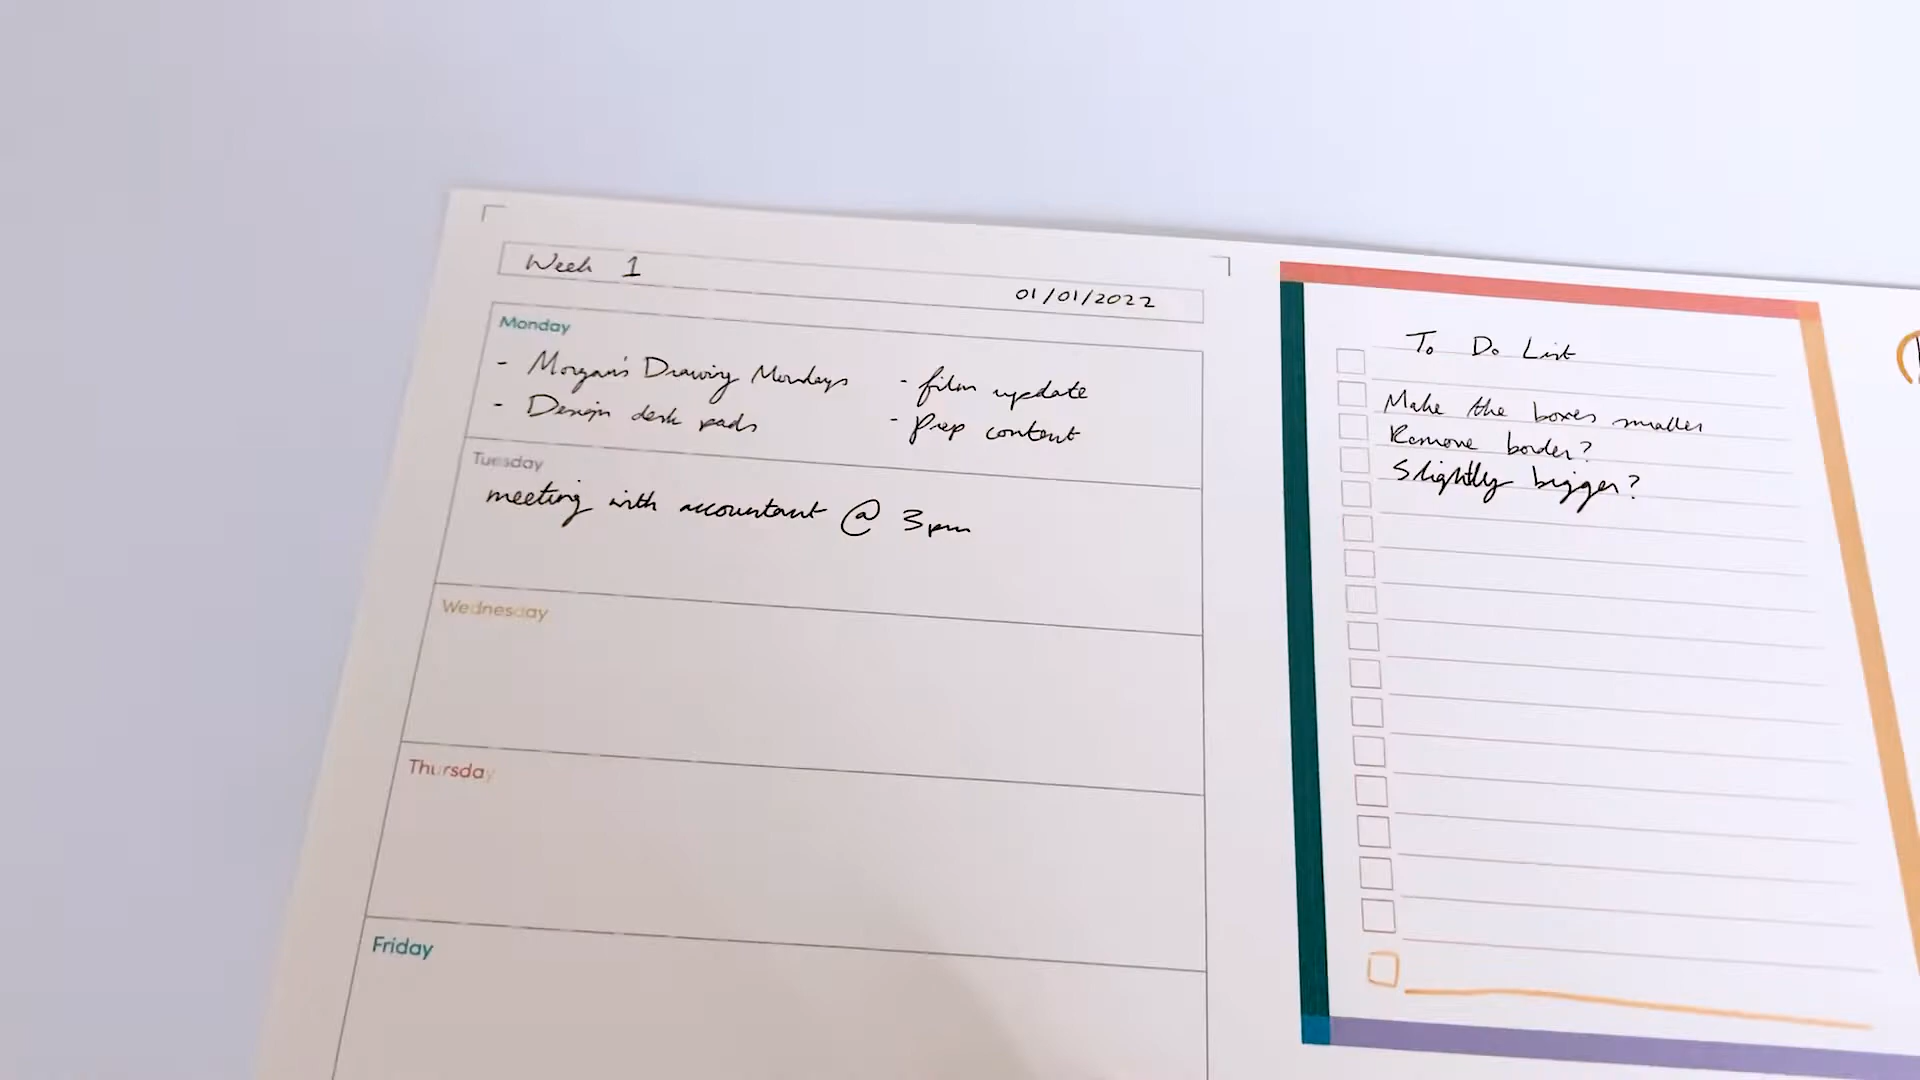 Week 1
01/01/2022
Monday
- Morgan's Drawing Mondays
- Design desk pads
- film update
- Prep content
Tuesday
meeting with accountant @ 3pm
Wednesday
Thursday
Friday
To Do List
Make the boxes smaller
Remove border?
Slightly bigger?